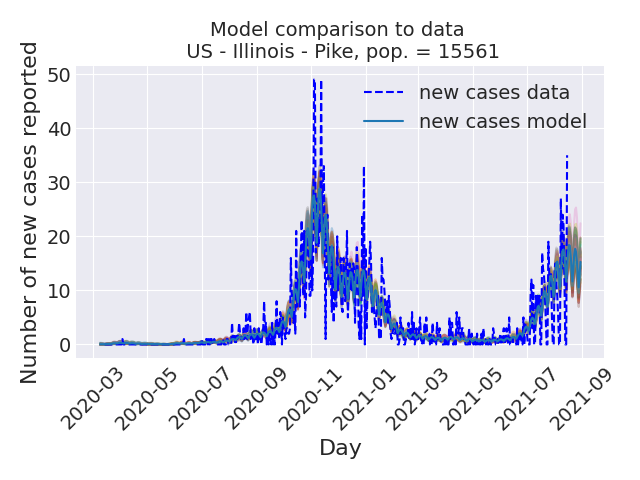 Model comparison to data
US - Illinois - Pike, pop. = 15561
Number of new cases reported
50
40
30
20
10
0
new cases data
new cases model
2020-03
2020-05
2020-07
2020-09
2020-11
2021-01
2021-03
2021-05
2021-07
2021-09
Day